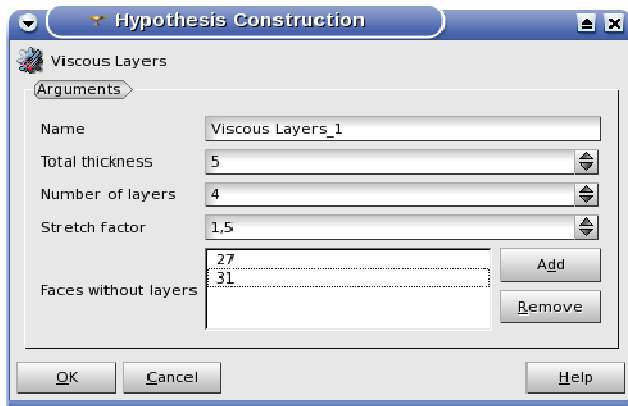 Hypothesis Construction
Viscous Layers
Arguments
Name
Viscous Layers_1
Total thickness
5
Number of layers
4
Stretch factor
1,5
Faces without layers
27
31
Add
Remove
OK
Cancel
Help